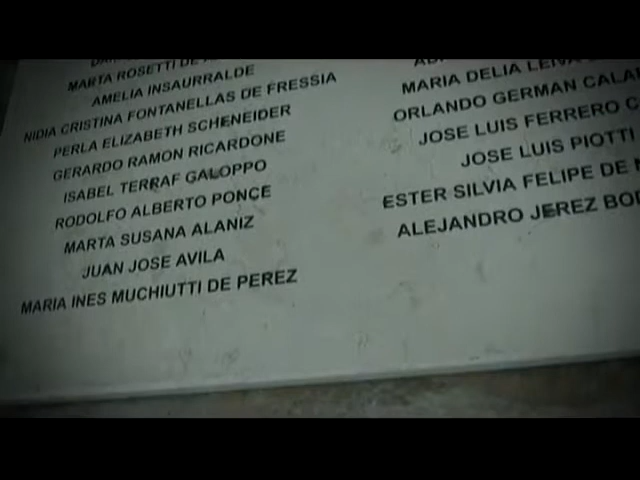 MARTA ROSETTI DE
AMELIA INSAURRALDE
NIDIA CRISTINA FONTANELLAS DE FRESSIA
PERLA ELIZABETH SCHENEIDER
GERARDO RAMON RICARDONE
ISABEL TERRAF GALOPPO
RODOLFO ALBERTO PONCE
MARTA SUSANA ALANIZ
JUAN JOSE AVILA
MARIA INES MUCHIUTTI DE PEREZ
MARIA DELIA LEIVA
ORLANDO GERMAN
JOSE LUIS FERRERO
JOSE LUIS PIOTTI
ESTER SILVIA FELIPE DE
ALEJANDRO JEREZ